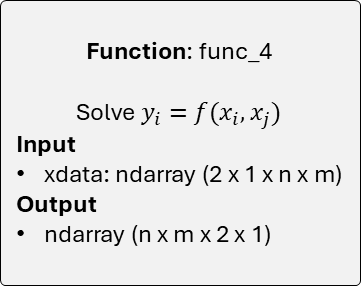 Function: func_4
Solve yᵢ = f(xᵢ, xⱼ)
Input
• xdata: ndarray (2 x 1 x n x m)
Output
• ndarray (n x m x 2 x 1)